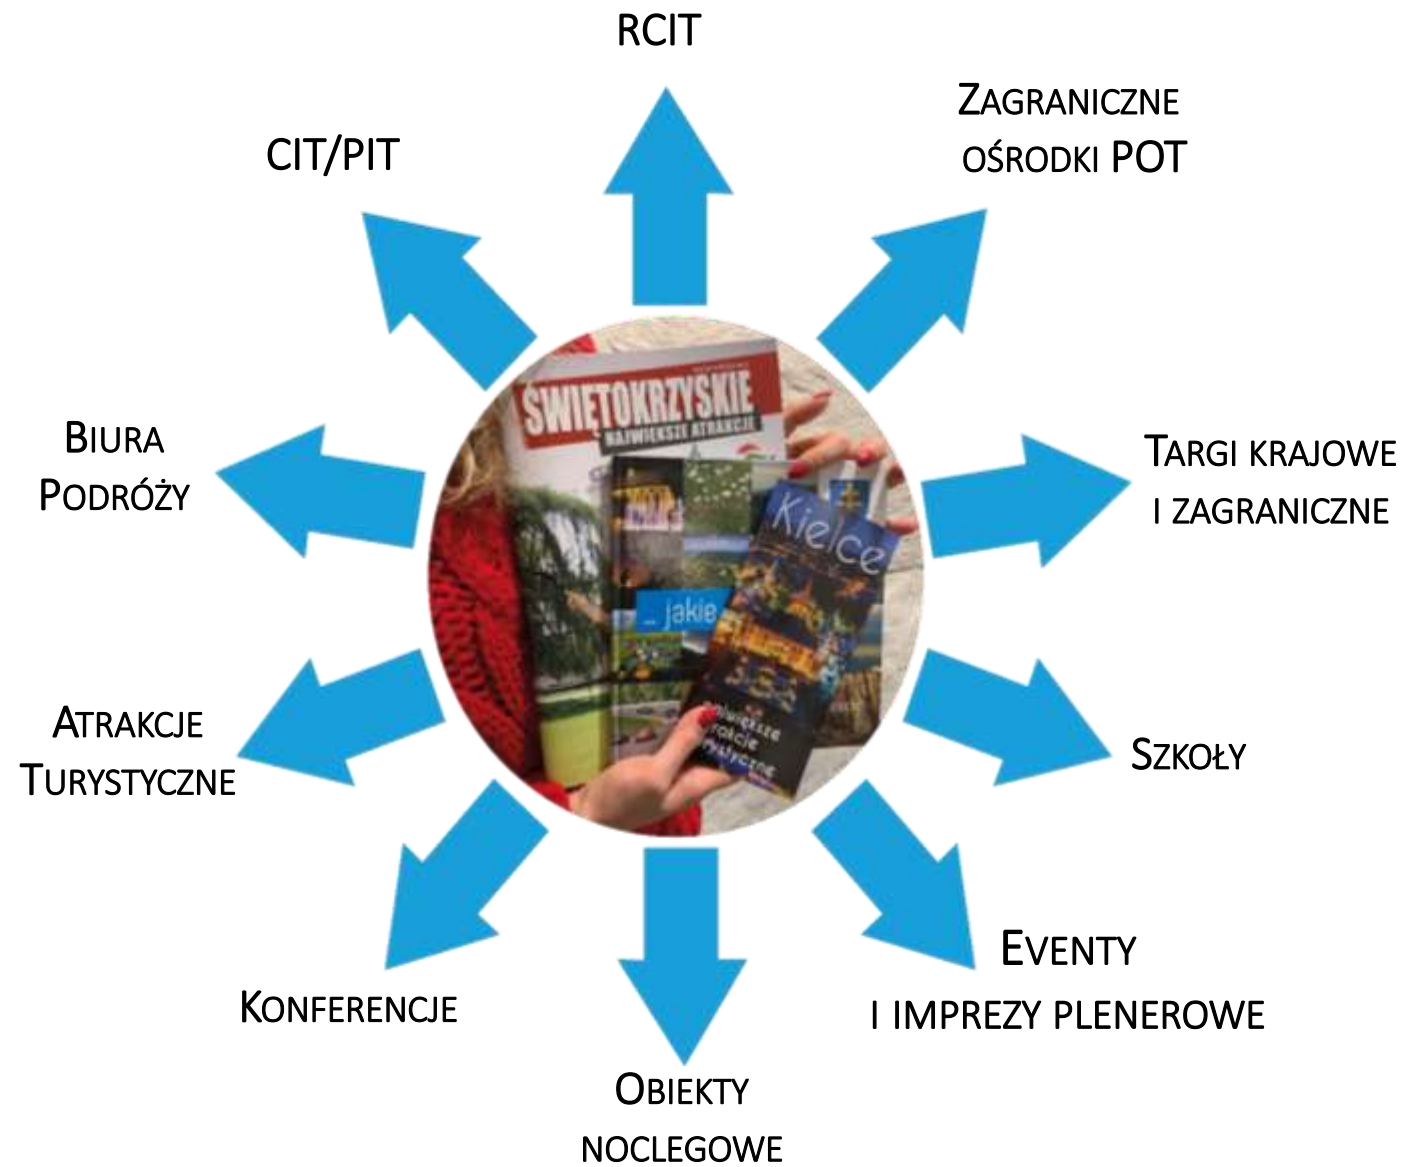 RCIT
ZAGRANICZNE
OŚRODKI POT
CIT/PIT
BIURA
PODRÓŻY
TARGI KRAJOWE
I ZAGRANICZNE
ŚWIĘTOKRZYSKIE
NAJWIĘKSZE ATRAKCJE
Kielce
... jakie
ATRAKCJE
TURYSTYCZNE
SZKOŁY
KONFERENCJE
EVENTY
I IMPREZY PLENEROWE
OBIEKTY
NOCLEGOWE